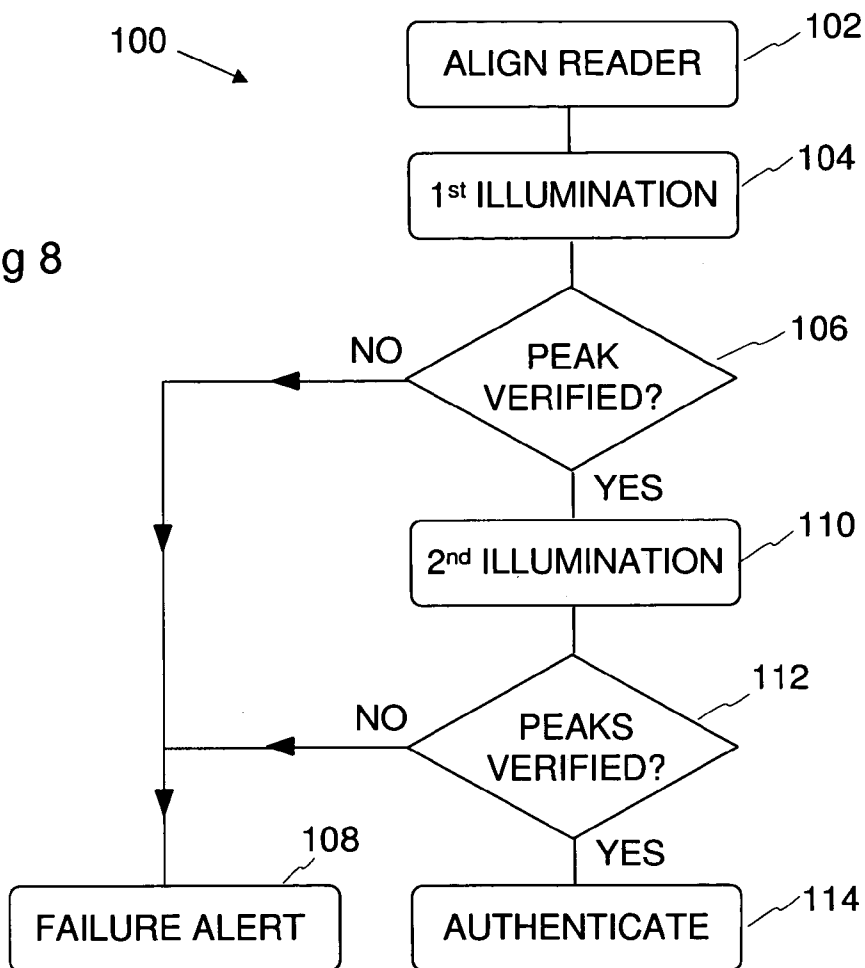 100
102
ALIGN READER
104
1st ILLUMINATION
g 8
106
NO
PEAK
VERIFIED?
YES
110
2nd ILLUMINATION
112
NO
PEAKS
VERIFIED?
YES
108
114
FAILURE ALERT
AUTHENTICATE